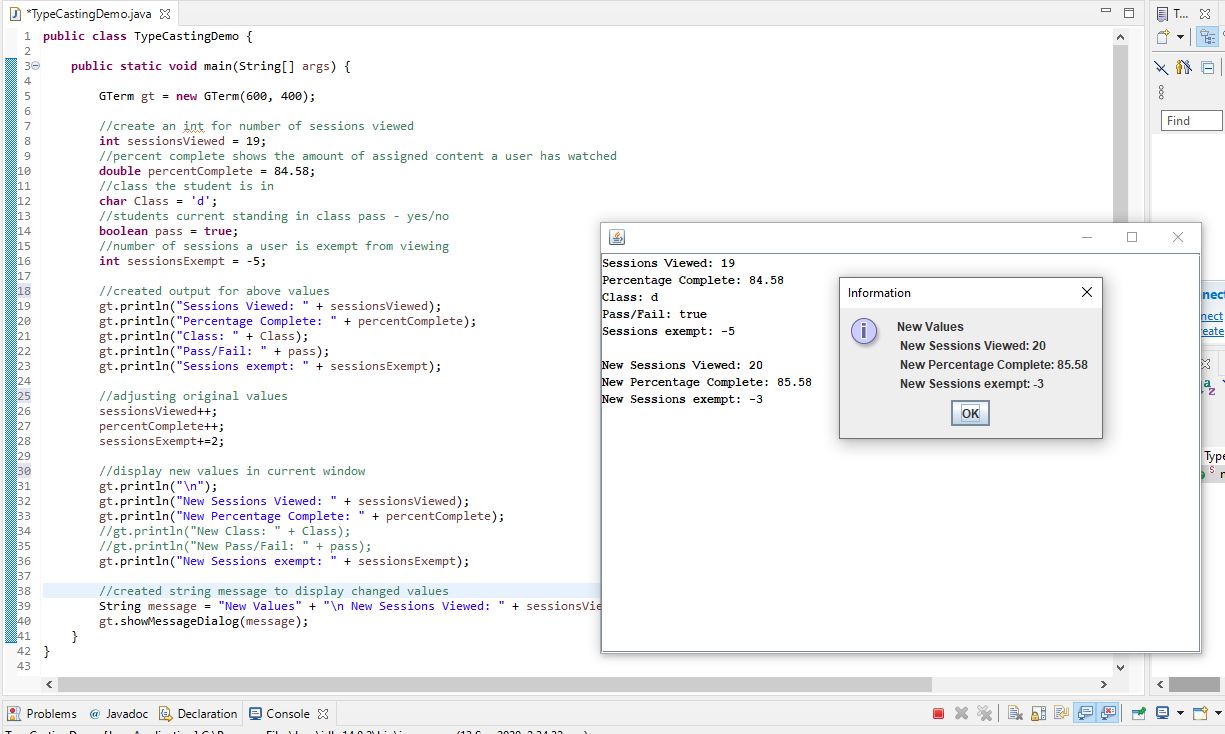 *TypeCastingDemo.java
T...
1 public class TypeCastingDemo {
2
3 public static void main(String[] args) {
4
5 GTerm gt = new GTerm(600, 400);
6
7 //create an int for number of sessions viewed
8 int sessionsViewed = 19;
9 //percent complete shows the amount of assigned content a user has watched
10 double percentComplete = 84.58;
11 //class the student is in
12 char Class = 'd';
13 //students current standing in class pass - yes/no
14 boolean pass = true;
15 //number of sessions a user is exempt from viewing
16 int sessionsExempt = -5;
17
18 //created output for above values
19 gt.println("Sessions Viewed: " + sessionsViewed);
20 gt.println("Percentage Complete: " + percentComplete);
21 gt.println("Class: " + Class);
22 gt.println("Pass/Fail: " + pass);
23 gt.println("Sessions exempt: " + sessionsExempt);
24
25 //adjusting original values
26 sessionsViewed++;
27 percentComplete++;
28 sessionsExempt+=2;
29
30 //display new values in current window
31 gt.println("\n");
32 gt.println("New Sessions Viewed: " + sessionsViewed);
33 gt.println("New Percentage Complete: " + percentComplete);
34 //gt.println("New Class: " + Class);
35 //gt.println("New Pass/Fail: " + pass);
36 gt.println("New Sessions exempt: " + sessionsExempt);
37
38 //created string message to display changed values
39 String message = "New Values" + "\n New Sessions Viewed: " + sessionsVie
40 gt.showMessageDialog(message);
41 }
42 }
43
Find
Sessions Viewed: 19
Percentage Complete: 84.58
Class: d
Pass/Fail: true
Sessions exempt: -5
New Sessions Viewed: 20
New Percentage Complete: 85.58
New Sessions exempt: -3
Information
New Values
New Sessions Viewed: 20
New Percentage Complete: 85.58
New Sessions exempt: -3
OK
nect
nect
reate
Type
Problems @ Javadoc Declaration Console